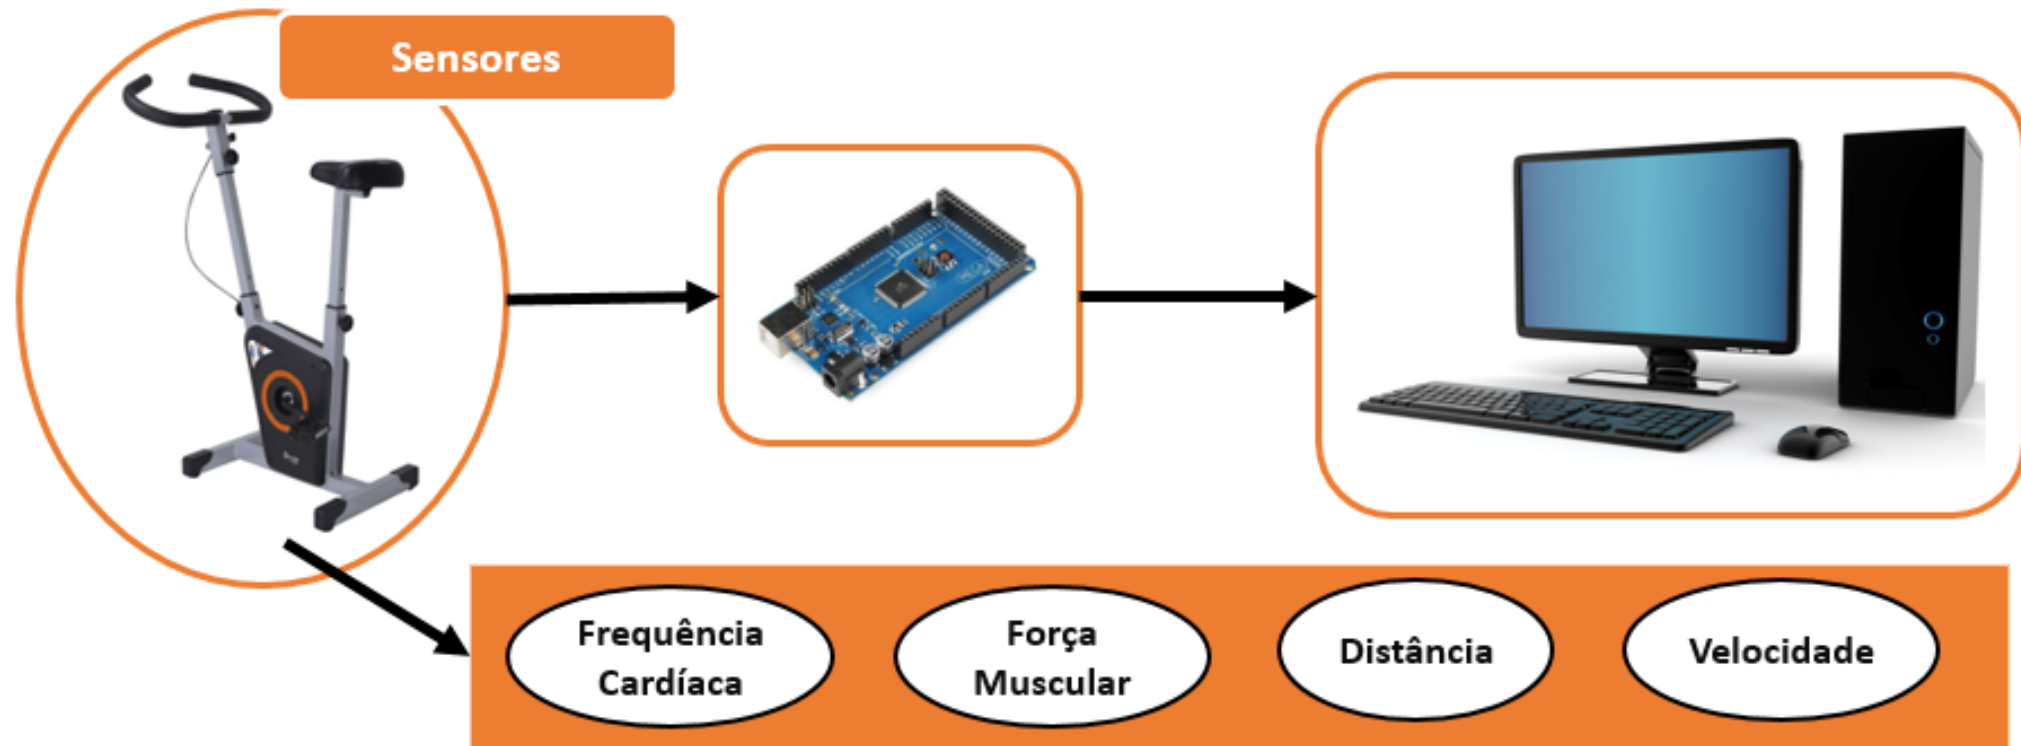 Sensores
Frequência
Cardíaca
Força
Muscular
Distância
Velocidade